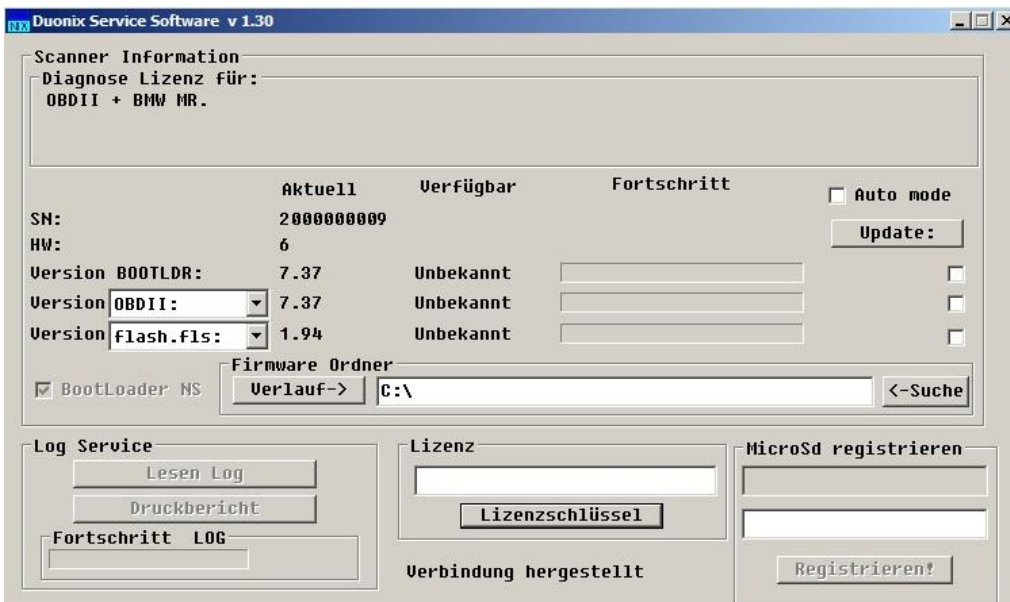 Duonix Service Software v 1.30
Scanner Information
Diagnose Lizenz für:
OBDII + BMW MR.
Aktuell Verfügbar Fortschritt
Auto mode
SN: 2000000009
Update:
HW: 6
Version BOOTLDR: 7.37 Unbekannt
Version OBDII: 7.37 Unbekannt
Version flash.fls: 1.94 Unbekannt
Firmware Ordner
BootLoader NS Verlauf-> C:\ <-Suche
Log Service
Lesen Log
Druckbericht
Fortschritt LOG
Lizenz
Lizenzschlüssel
Verbindung hergestellt
MicroSd registrieren
Registrieren!